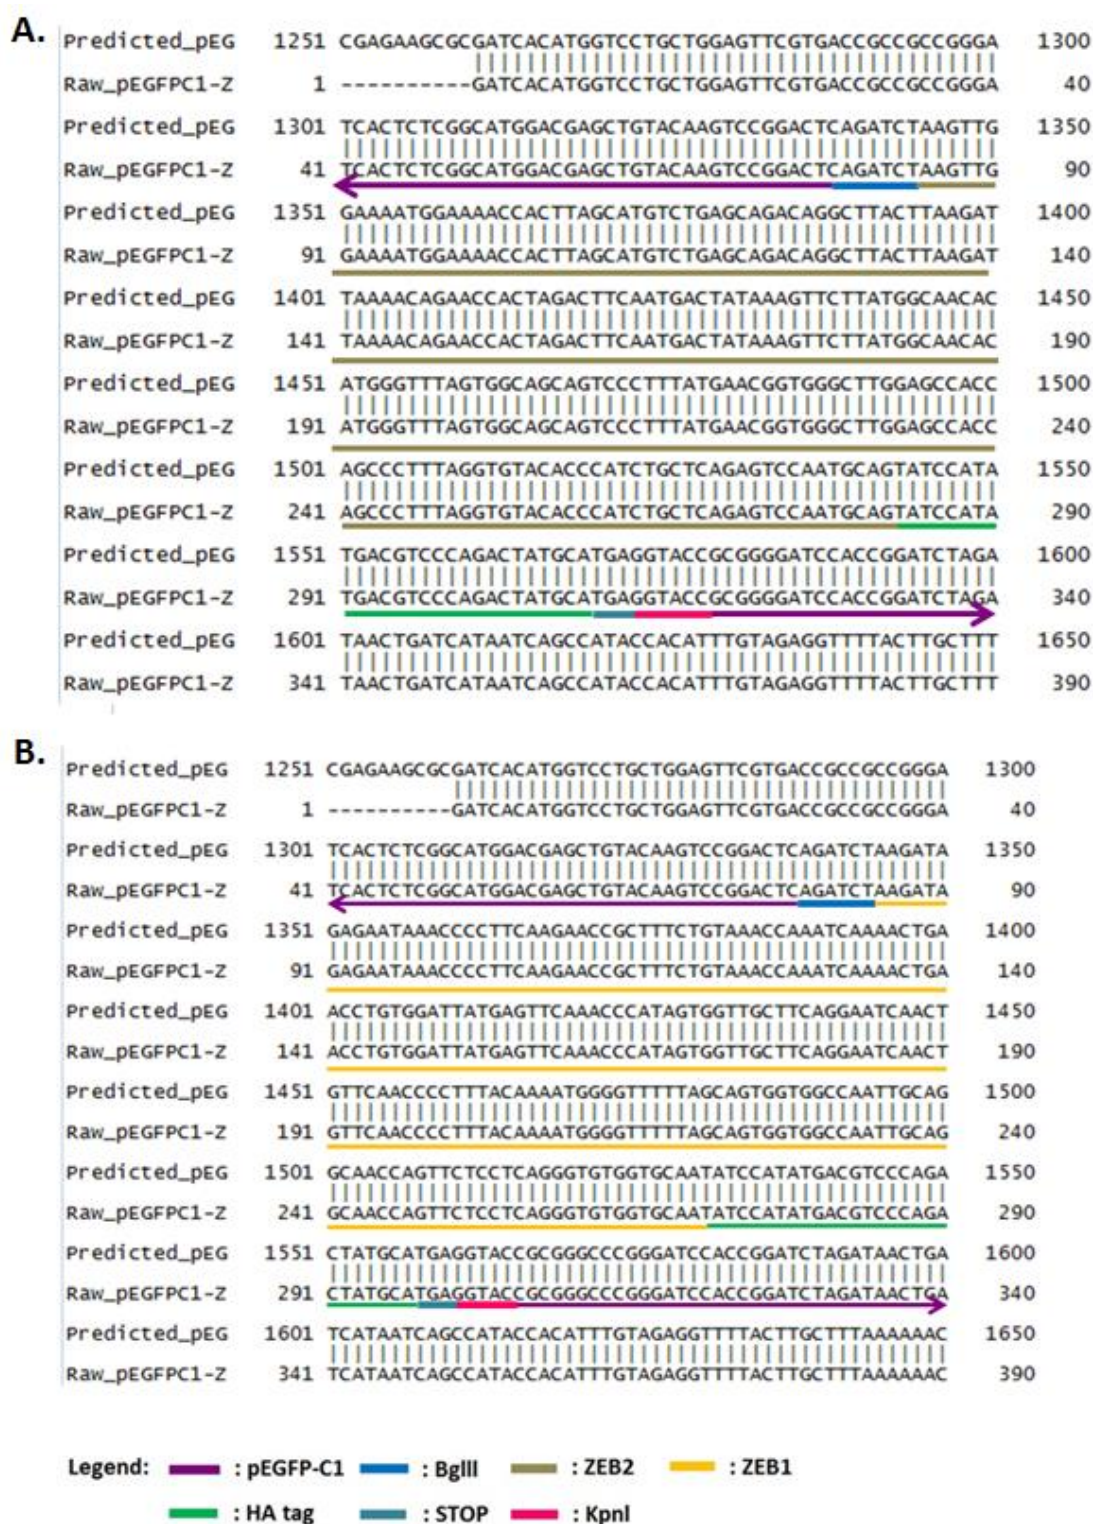 A.
Predicted_pEG 1251 CGAGAAGCGCGATCACATGGTCCTGCTGGAGTTCGTGACCGCCGCCGGGA 1300
Raw_pEGFPC1-Z 1 ----------GATCACATGGTCCTGCTGGAGTTCGTGACCGCCGCCGGGA 40
Predicted_pEG 1301 TCACTCTCGGCATGGACGAGCTGTACAAGTCCGGACTCAGATCTAAGTTG 1350
Raw_pEGFPC1-Z 41 TCACTCTCGGCATGGACGAGCTGTACAAGTCCGGACTCAGATCTAAGTTG 90
Predicted_pEG 1351 GAAAATGGAAAACCACTTAGCATGTCTGAGCAGACAGGCTTACTTAAGAT 1400
Raw_pEGFPC1-Z 91 GAAAATGGAAAACCACTTAGCATGTCTGAGCAGACAGGCTTACTTAAGAT 140
Predicted_pEG 1401 TAAAACAGAACCACTAGACTTCAATGACTATAAAGTTCTTATGGCAACAC 1450
Raw_pEGFPC1-Z 141 TAAAACAGAACCACTAGACTTCAATGACTATAAAGTTCTTATGGCAACAC 190
Predicted_pEG 1451 ATGGGTTTAGTGGCAGCAGTCCCTTTATGAACGGTGGGCTTGGAGCCACC 1500
Raw_pEGFPC1-Z 191 ATGGGTTTAGTGGCAGCAGTCCCTTTATGAACGGTGGGCTTGGAGCCACC 240
Predicted_pEG 1501 AGCCCTTTAGGTGTACACCCATCTGCTCAGAGTCCAATGCAGTATCCATA 1550
Raw_pEGFPC1-Z 241 AGCCCTTTAGGTGTACACCCATCTGCTCAGAGTCCAATGCAGTATCCATA 290
Predicted_pEG 1551 TGACGTCCCAGACTATGCATGAGGTACCGCGGGGATCCACCGGATCTAGA 1600
Raw_pEGFPC1-Z 291 TGACGTCCCAGACTATGCATGAGGTACCGCGGGGATCCACCGGATCTAGA 340
Predicted_pEG 1601 TAACTGATCATAATCAGCCATACCACATTTGTAGAGGTTTTACTTGCTTT 1650
Raw_pEGFPC1-Z 341 TAACTGATCATAATCAGCCATACCACATTTGTAGAGGTTTTACTTGCTTT 390
B.
Predicted_pEG 1251 CGAGAAGCGCGATCACATGGTCCTGCTGGAGTTCGTGACCGCCGCCGGGA 1300
Raw_pEGFPC1-Z 1 ----------GATCACATGGTCCTGCTGGAGTTCGTGACCGCCGCCGGGA 40
Predicted_pEG 1301 TCACTCTCGGCATGGACGAGCTGTACAAGTCCGGACTCAGATCTAAGATA 1350
Raw_pEGFPC1-Z 41 TCACTCTCGGCATGGACGAGCTGTACAAGTCCGGACTCAGATCTAAGATA 90
Predicted_pEG 1351 GAGAATAAACCCCTTCAAGAACCGCTTTCTGTAAACCAAATCAAAACTGA 1400
Raw_pEGFPC1-Z 91 GAGAATAAACCCCTTCAAGAACCGCTTTCTGTAAACCAAATCAAAACTGA 140
Predicted_pEG 1401 ACCTGTGGATTATGAGTTCAAACCCATAGTGGTTGCTTCAGGAATCAACT 1450
Raw_pEGFPC1-Z 141 ACCTGTGGATTATGAGTTCAAACCCATAGTGGTTGCTTCAGGAATCAACT 190
Predicted_pEG 1451 GTTCAACCCCTTTACAAAATGGGGTTTTTAGCAGTGGTGGCCAATTGCAG 1500
Raw_pEGFPC1-Z 191 GTTCAACCCCTTTACAAAATGGGGTTTTTAGCAGTGGTGGCCAATTGCAG 240
Predicted_pEG 1501 GCAACCAGTTCTCCTCAGGGTGTGGTGCAATATCCATATGACGTCCCAGA 1550
Raw_pEGFPC1-Z 241 GCAACCAGTTCTCCTCAGGGTGTGGTGCAATATCCATATGACGTCCCAGA 290
Predicted_pEG 1551 CTATGCATGAGGTACCGCGGGCCCGGGATCCACCGGATCTAGATAACTGA 1600
Raw_pEGFPC1-Z 291 CTATGCATGAGGTACCGCGGGCCCGGGATCCACCGGATCTAGATAACTGA 340
Predicted_pEG 1601 TCATAATCAGCCATACCACATTTGTAGAGGTTTTACTTGCTTTAAAAAAC 1650
Raw_pEGFPC1-Z 341 TCATAATCAGCCATACCACATTTGTAGAGGTTTTACTTGCTTTAAAAAAC 390
Legend: : pEGFP-C1 : BglII : ZEB2 : ZEB1
: HA tag : STOP : KpnI